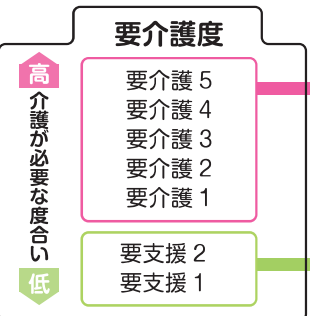 要介護度
高
介護が必要な度合い
低
要介護 5
要介護 4
要介護 3
要介護 2
要介護 1
要支援 2
要支援 1